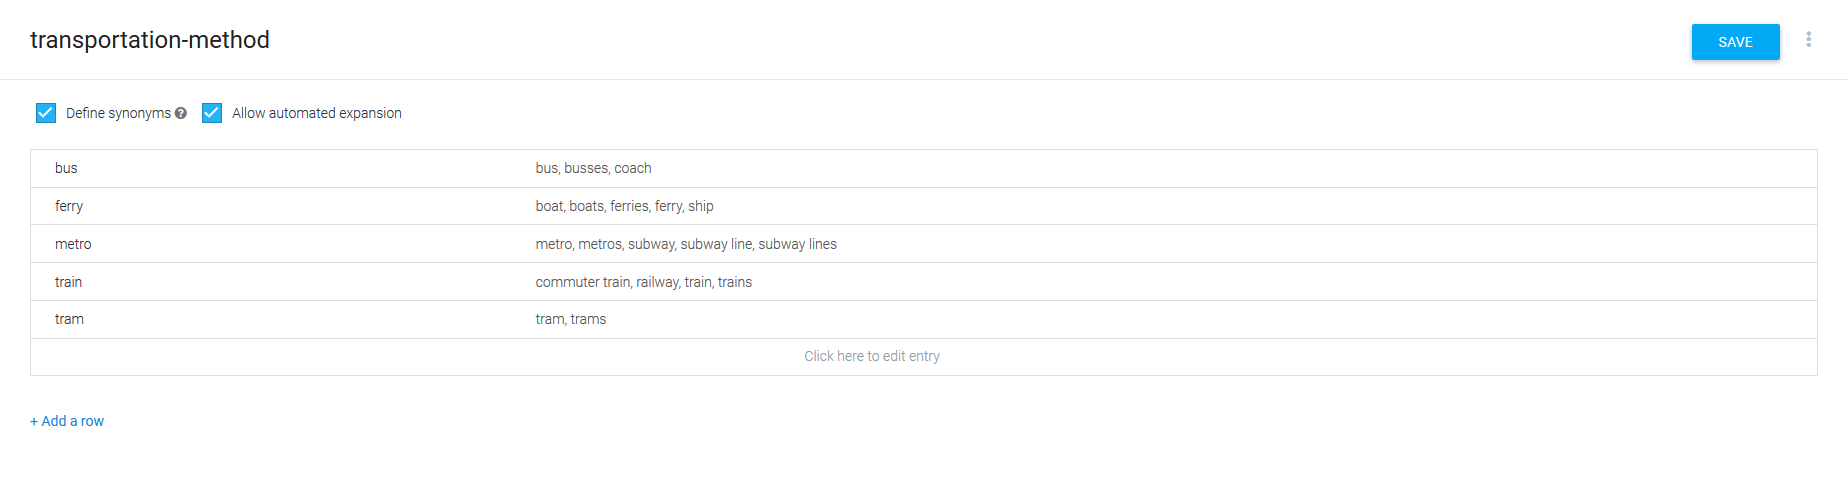 transportation-method
SAVE
Define synonyms ? Allow automated expansion
bus bus, busses, coach
ferry boat, boats, ferries, ferry, ship
metro metro, metros, subway, subway line, subway lines
train commuter train, railway, train, trains
tram tram, trams
Click here to edit entry
+ Add a row